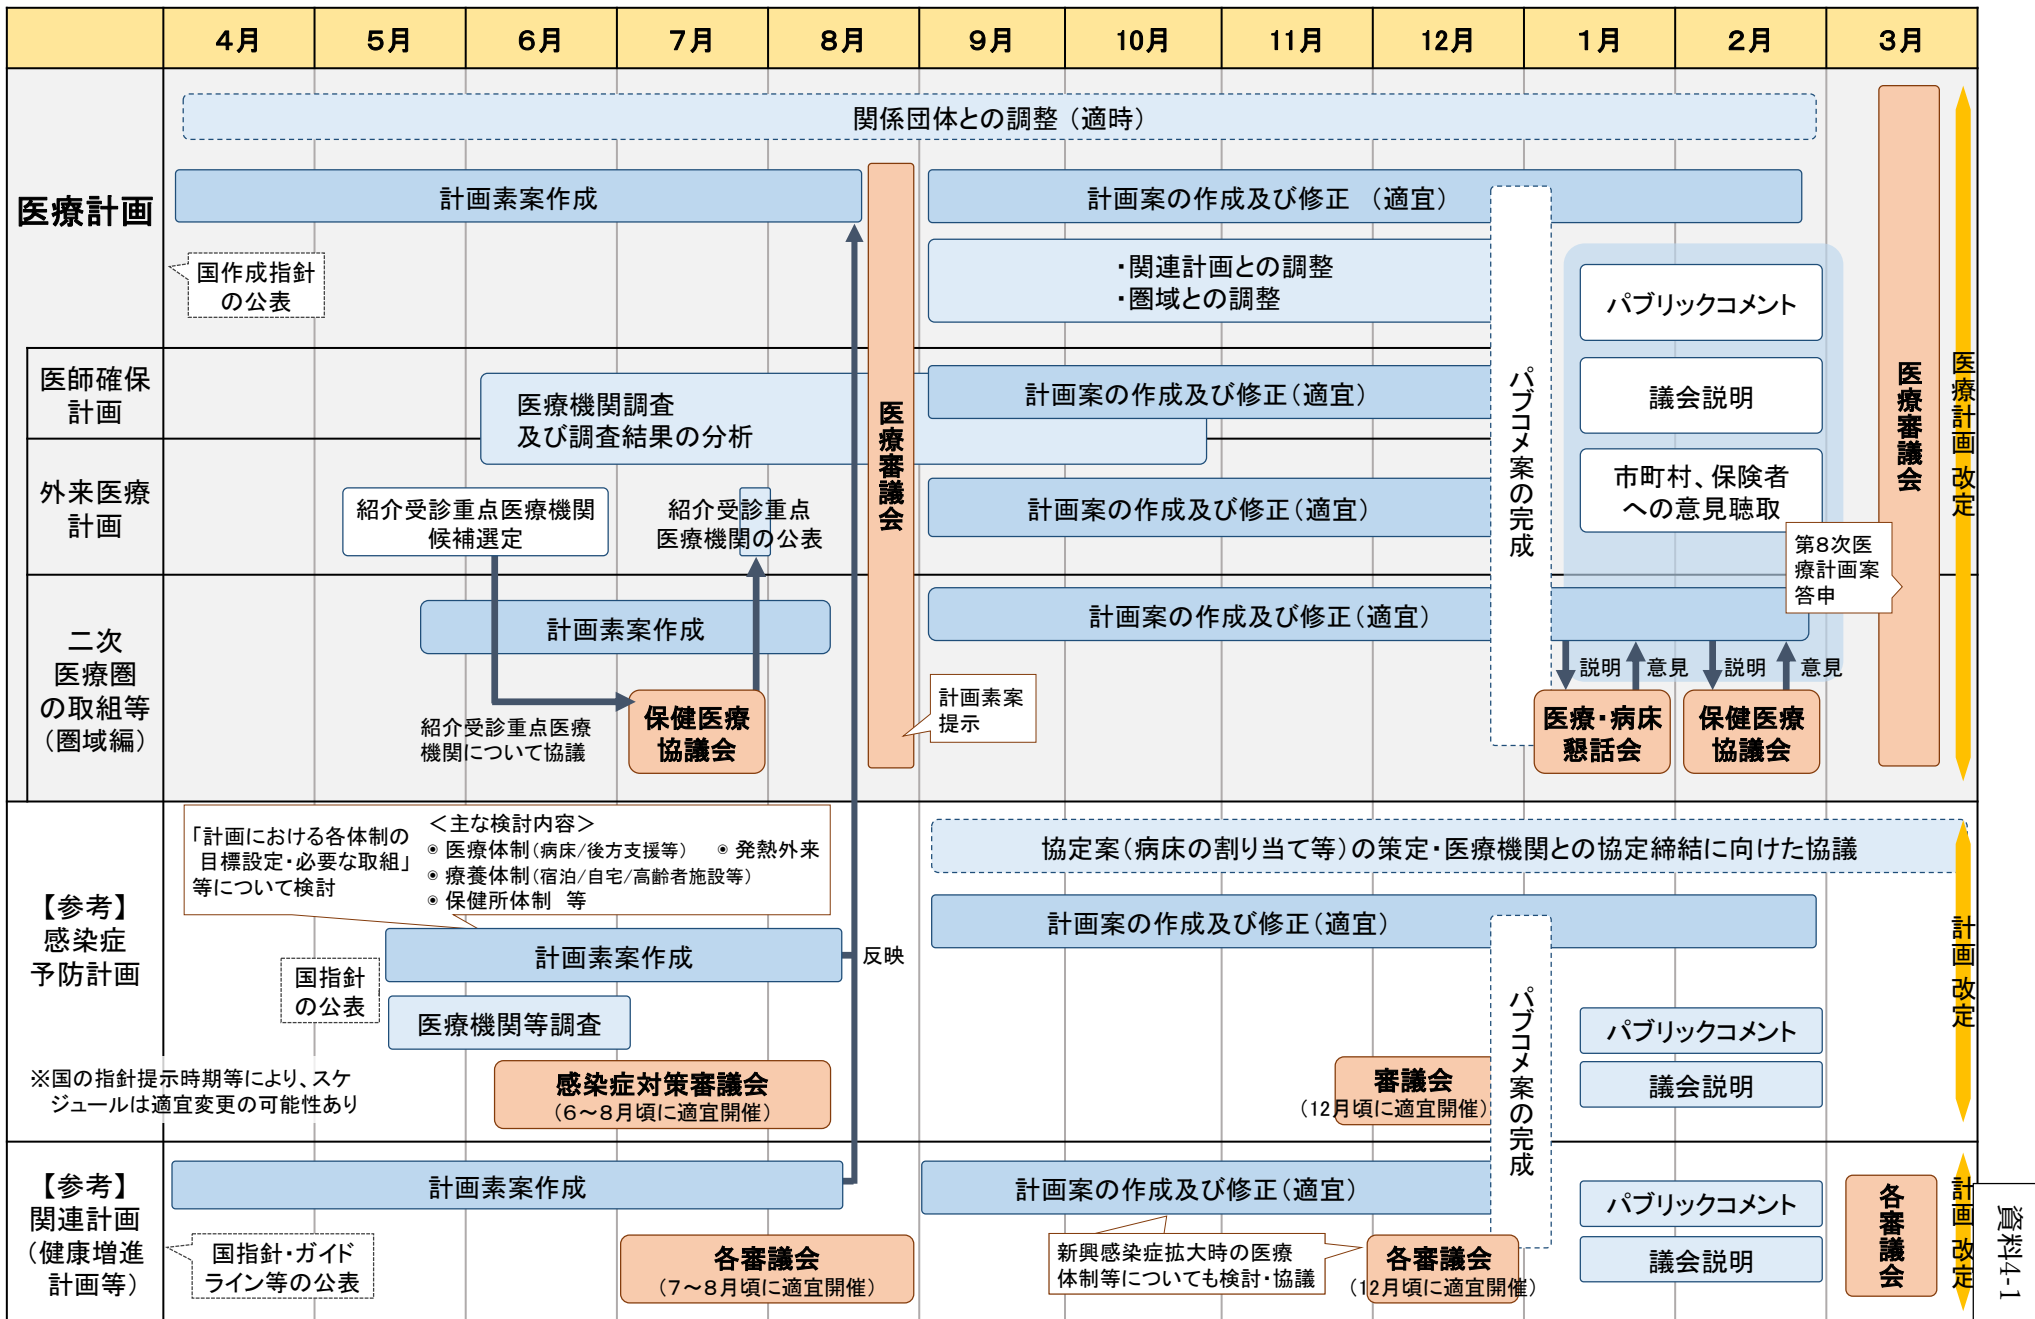 4月
5月
6月
7月
8月
9月
10月
11月
12月
1月
2月
3月
医療計画
関係団体との調整（適時）
計画素案作成
計画案の作成及び修正　（適宜）
国作成指針
の公表
・関連計画との調整
・圏域との調整
パブリックコメント
議会説明
市町村、保険者
への意見聴取
医療審議会
医療審議会
医療計画 改定
パブコメ案の完成
第8次医
療計画案
答申
医師確保
計画
医療機関調査
及び調査結果の分析
計画案の作成及び修正（適宜）
外来医療
計画
紹介受診重点医療機関
候補選定
紹介受診重点
医療機関の公表
計画案の作成及び修正（適宜）
二次
医療圏
の取組等
（圏域編）
計画素案作成
計画案の作成及び修正（適宜）
紹介受診重点医療
機関について協議
保健医療
協議会
計画素案
提示
説明
意見
説明
意見
医療・病床
懇話会
保健医療
協議会
【参考】
感染症
予防計画
「計画における各体制の
目標設定・必要な取組」
等について検討
＜主な検討内容＞
◉ 医療体制（病床/後方支援等）　◉ 発熱外来
◉ 療養体制（宿泊/自宅/高齢者施設等）
◉ 保健所体制　等
協定案（病床の割り当て等）の策定・医療機関との協定締結に向けた協議
計画素案作成
反映
計画案の作成及び修正（適宜）
国指針
の公表
医療機関等調査
感染症対策審議会
（６～８月頃に適宜開催）
審議会
（12月頃に適宜開催）
パブコメ案の完成
パブリックコメント
議会説明
計画 改定
※国の指針提示時期等により、スケ
ジュールは適宜変更の可能性あり
【参考】
関連計画
（健康増進
計画等）
計画素案作成
計画案の作成及び修正（適宜）
国指針・ガイド
ライン等の公表
各審議会
（７～８月頃に適宜開催）
新興感染症拡大時の医療
体制等についても検討・協議
各審議会
（12月頃に適宜開催）
パブリックコメント
議会説明
各審議会
計画 改定
資料4-1